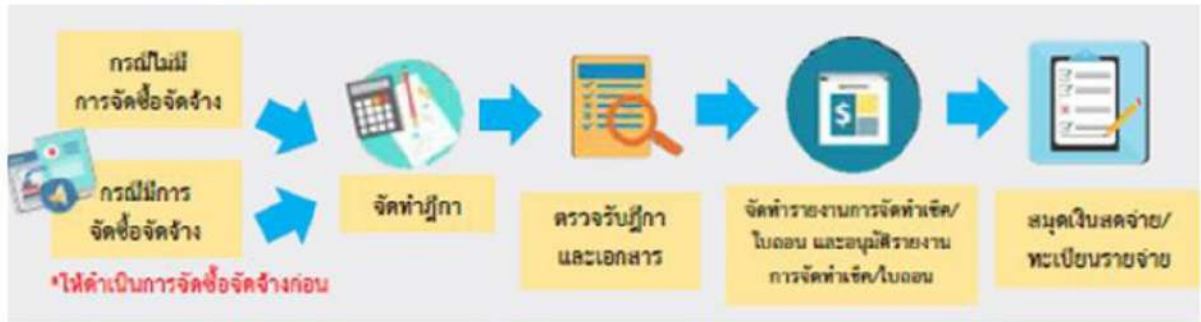 กรณีไม่มี
การจัดซื้อจัดจ้าง
กรณีมีการ
จัดซื้อจัดจ้าง
*ให้ดำเนินการจัดซื้อจัดจ้างก่อน
จัดทำฎีกา
ตรวจรับฎีกา
และเอกสาร
จัดทำรายงานการจัดทำเช็ค/
ใบถอน และอนุมัติรายงาน
การจัดทำเช็ค/ใบถอน
สมุดเงินสดจ่าย/
ทะเบียนรายจ่าย